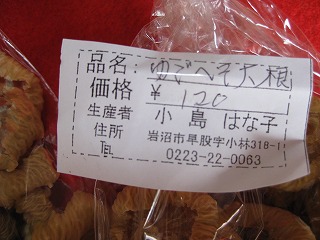 品名:ゆでへそ大根
価格 ¥120
生産者 小島 はな子
住所 岩沼市早股字小林318-1
TEL 0223-22-0063